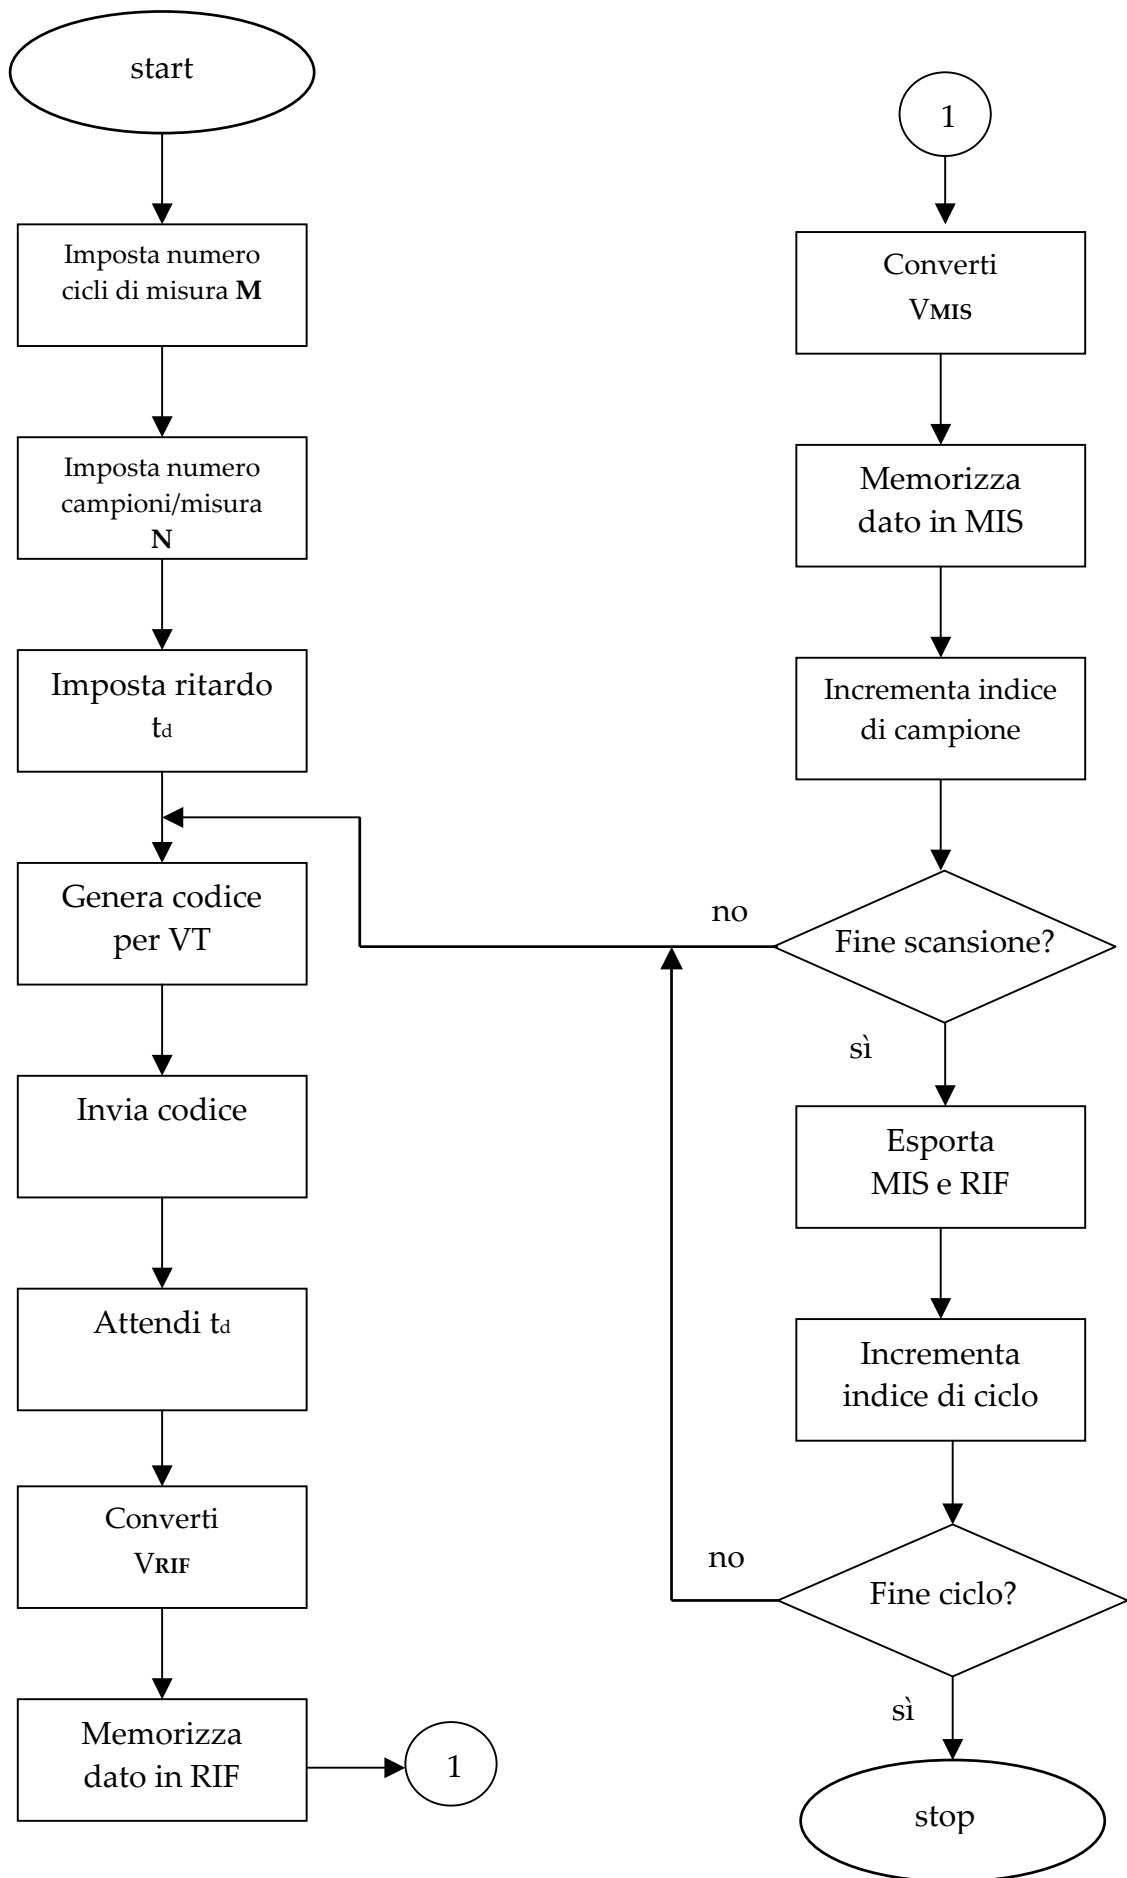 start
Imposta numero
cicli di misura M
Imposta numero
campioni/misura
N
Imposta ritardo
td
Genera codice
per VT
Invia codice
Attendi td
Converti
VRIF
Memorizza
dato in RIF
1
1
Converti
VMIS
Memorizza
dato in MIS
Incrementa indice
di campione
no
Fine scansione?
sì
Esporta
MIS e RIF
Incrementa
indice di ciclo
no
Fine ciclo?
sì
stop